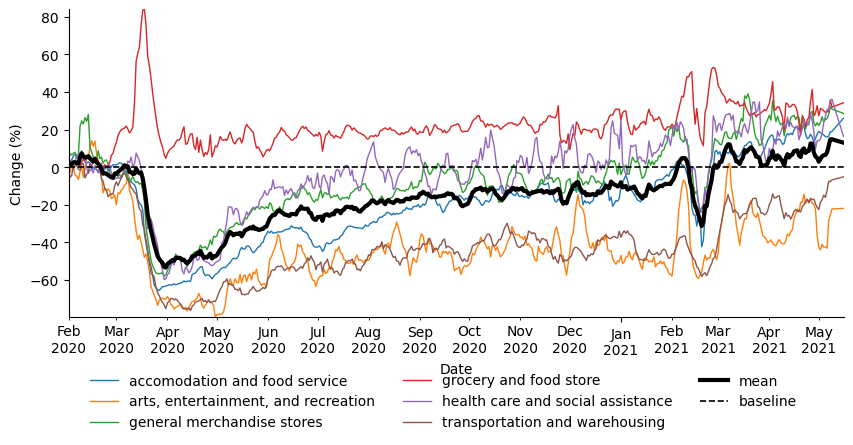 80
60
40
20
0
−20
−40
−60
Change (%)
Feb 2020
Mar 2020
Apr 2020
May 2020
Jun 2020
Jul 2020
Aug 2020
Sep 2020
Oct 2020
Nov 2020
Dec 2020
Jan 2021
Feb 2021
Mar 2021
Apr 2021
May 2021
Date
accomodation and food service
arts, entertainment, and recreation
general merchandise stores
grocery and food store
health care and social assistance
transportation and warehousing
mean
baseline